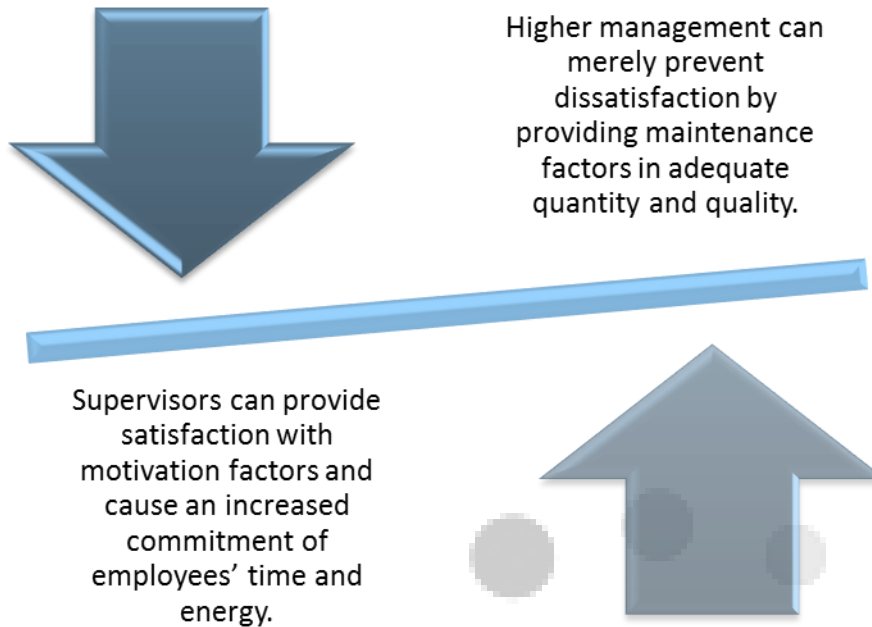 Higher management can
merely prevent
dissatisfaction by
providing maintenance
factors in adequate
quantity and quality.
Supervisors can provide
satisfaction with
motivation factors and
cause an increased
commitment of
employees’ time and
energy.